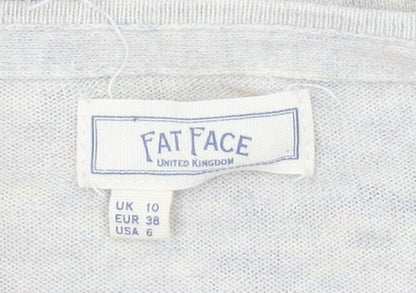 FAT FACE
UNITED KINGDOM
UK 10
EUR 38
USA 6